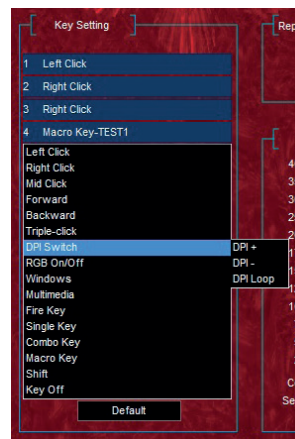 Key Setting
Rep
1 Left Click
2 Right Click
3 Right Click
4 Macro Key-TEST1
Left Click
Right Click
Mid Click
Forward
Backward
Triple-click
DPI Switch
DPI +
RGB On/Off
DPI -
Windows
DPI Loop
Multimedia
Fire Key
Single Key
Combo Key
Macro Key
Shift
Key Off
Default